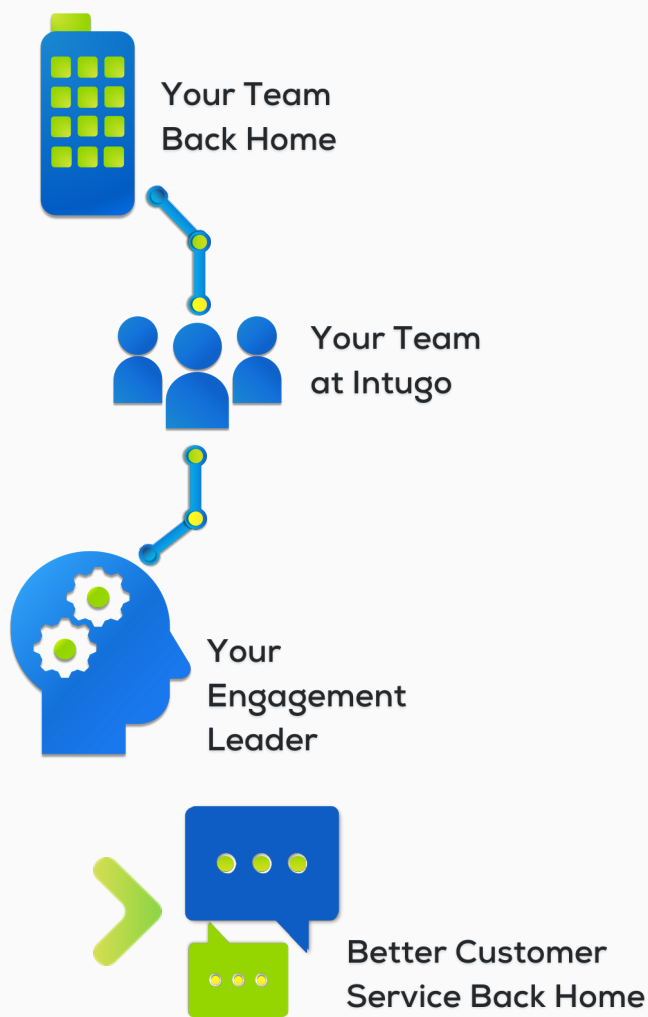 Your Team
Back Home
Your Team
at Intugo
Your
Engagement
Leader
Better Customer
Service Back Home